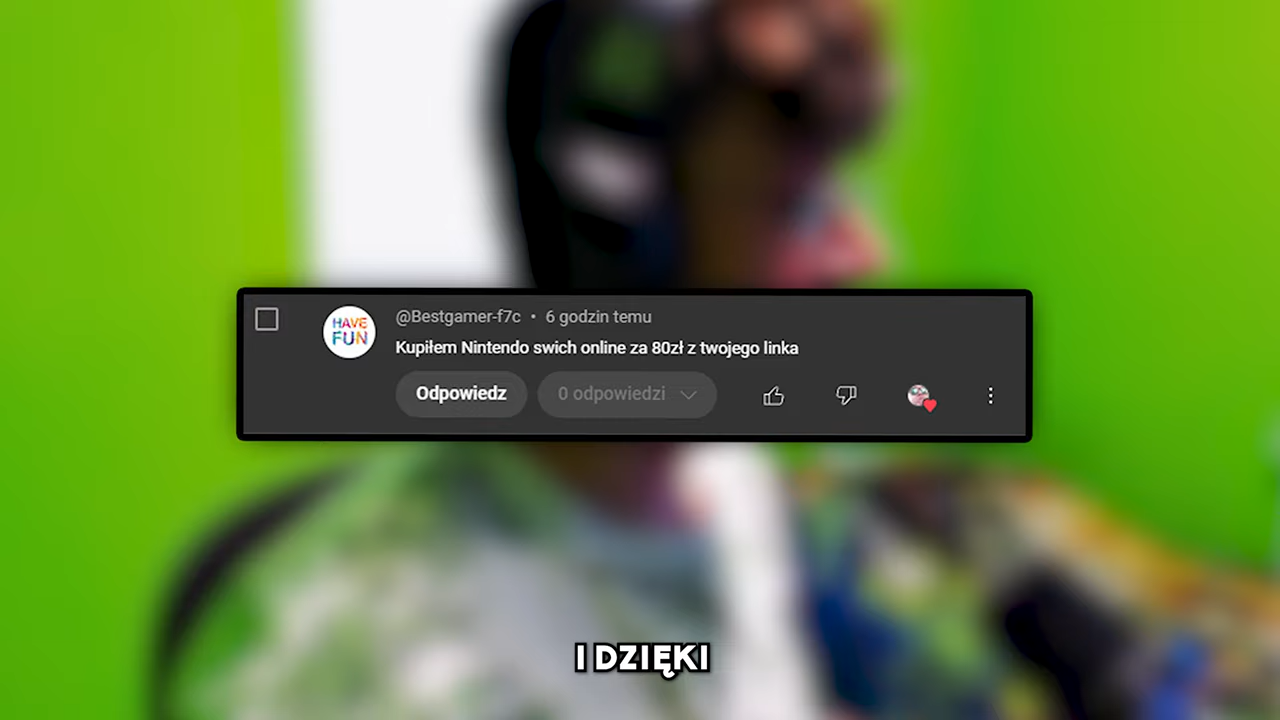 HAVE
FUN
@Bestgamer-f7c • 6 godzin temu
Kupiłem Nintendo swich online za 80zł z twojego linka
Odpowiedz
0 odpowiedzi
I DZIĘKI